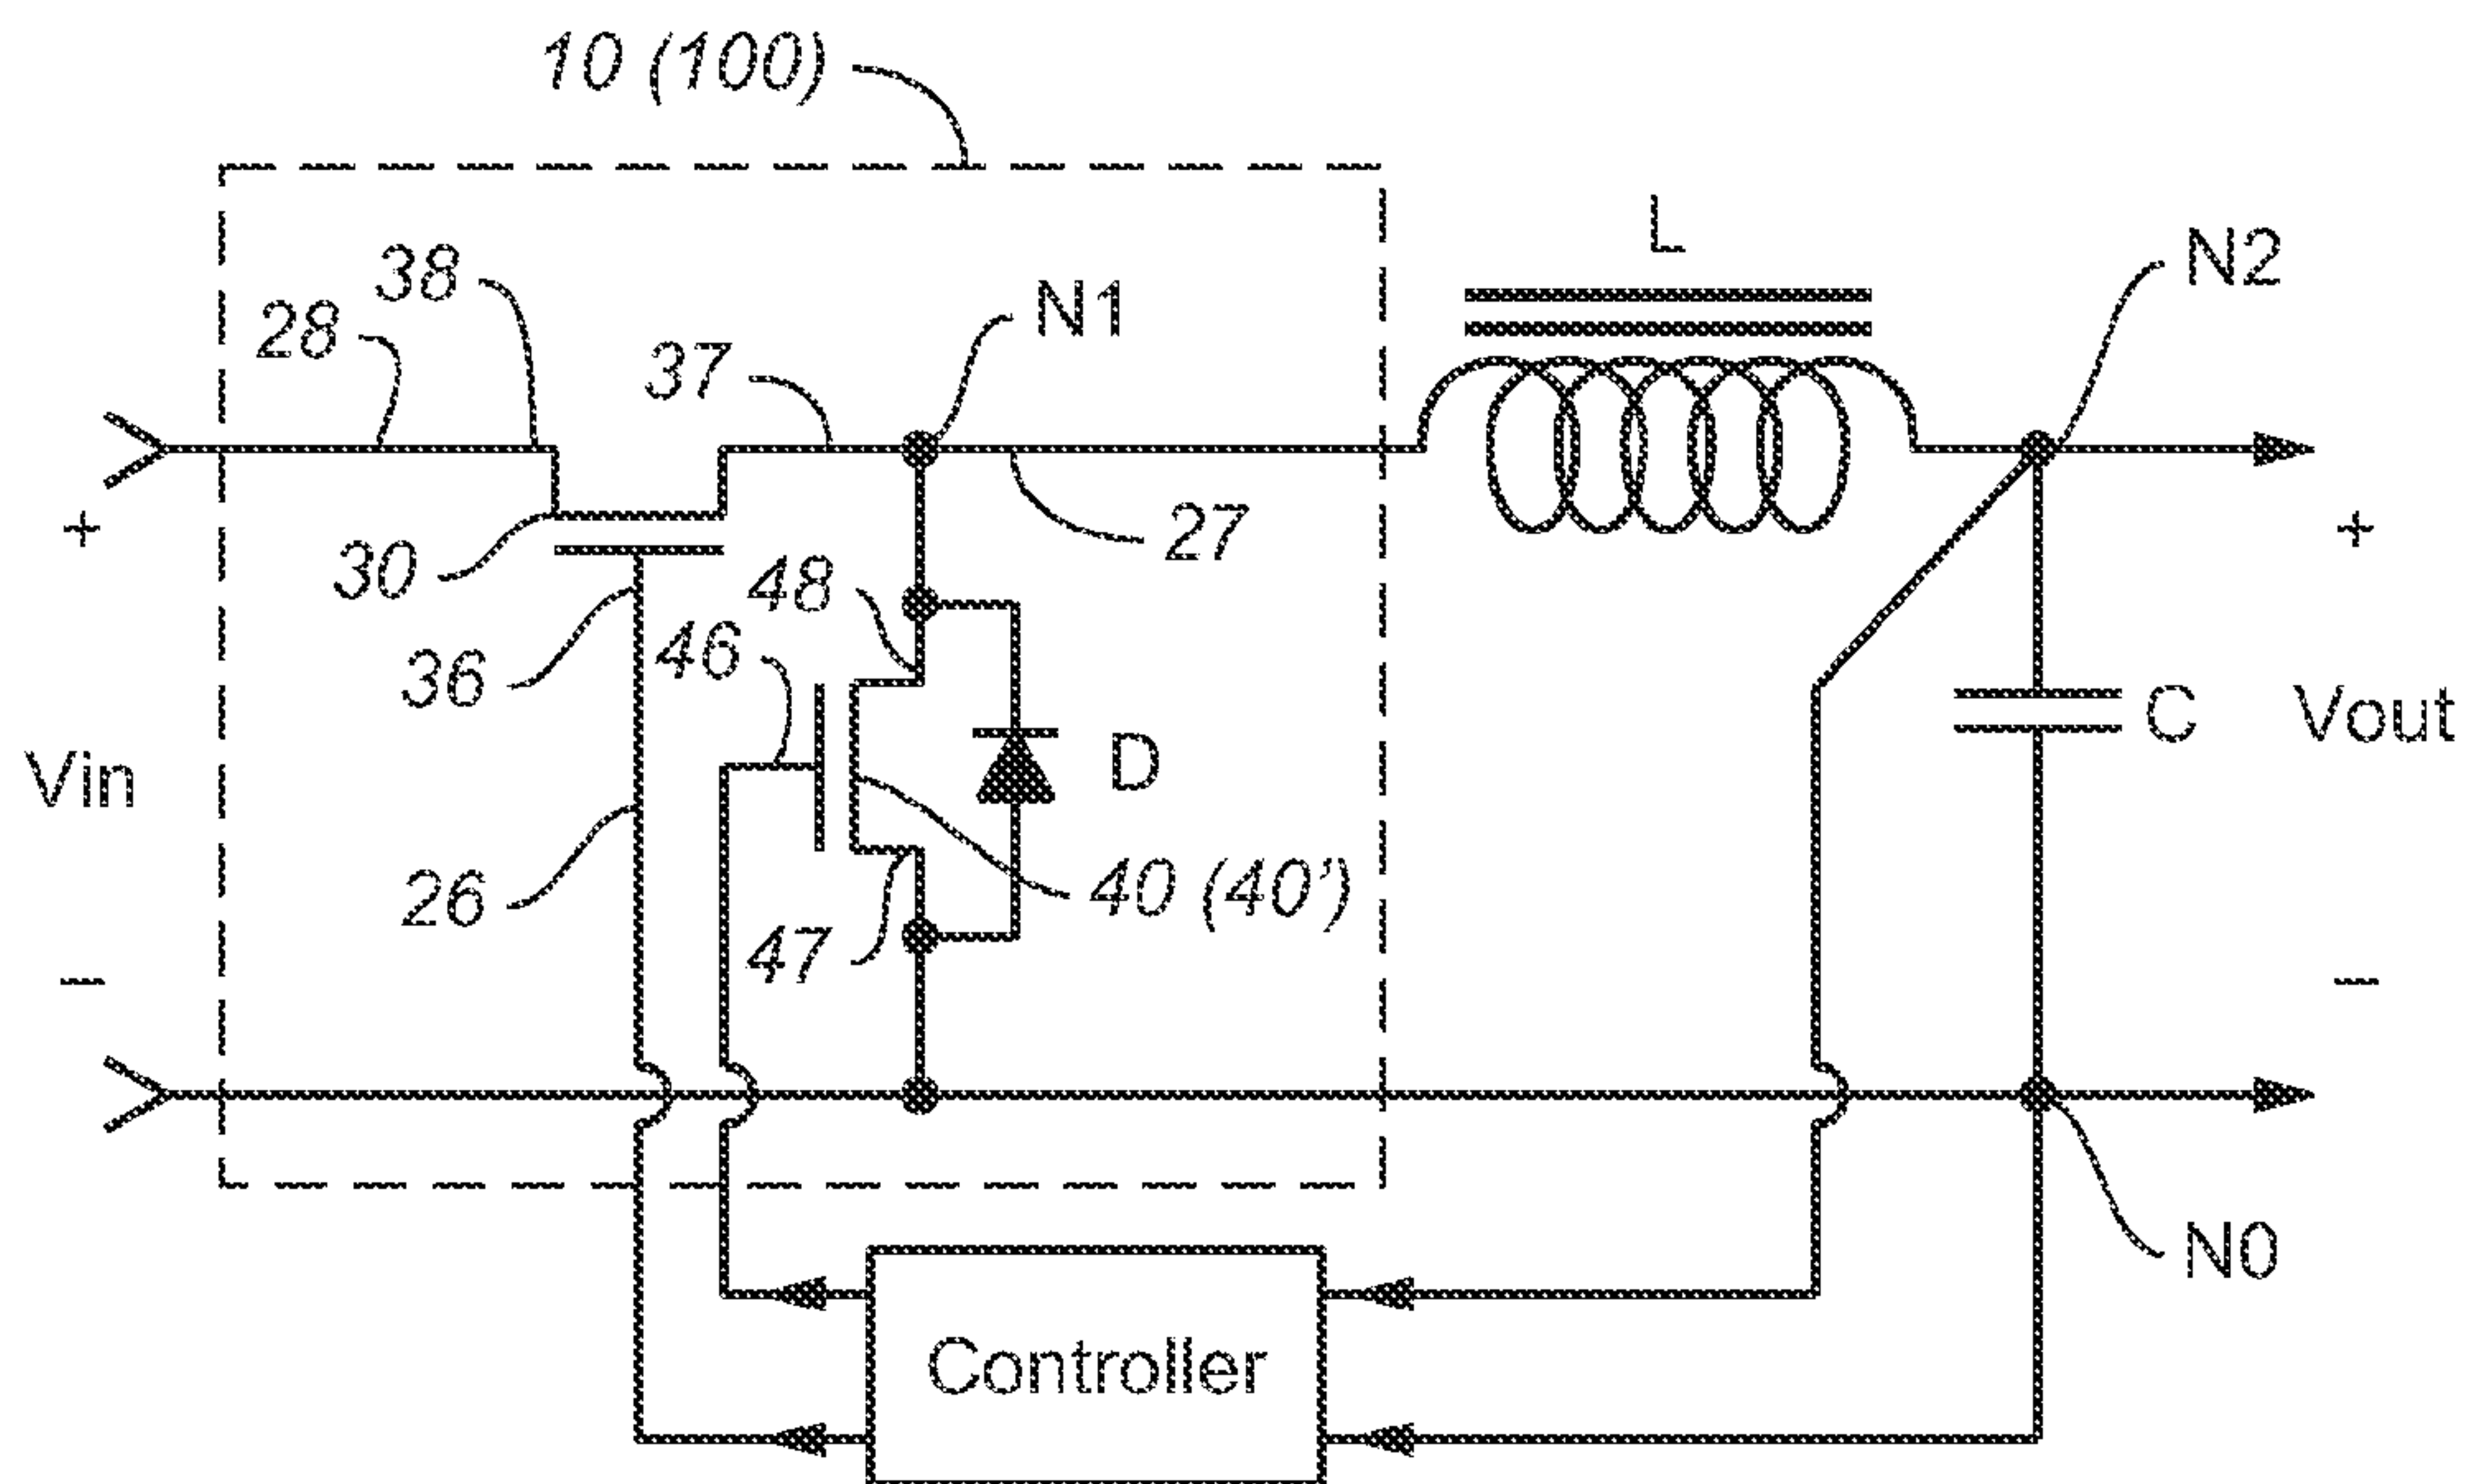 10 (100)
L
N2
38
N1
28
37
+
30
48
27
+
36
46
Vin
D
C
Vout
26
40 (40’)
47
–
–
N0
Controller